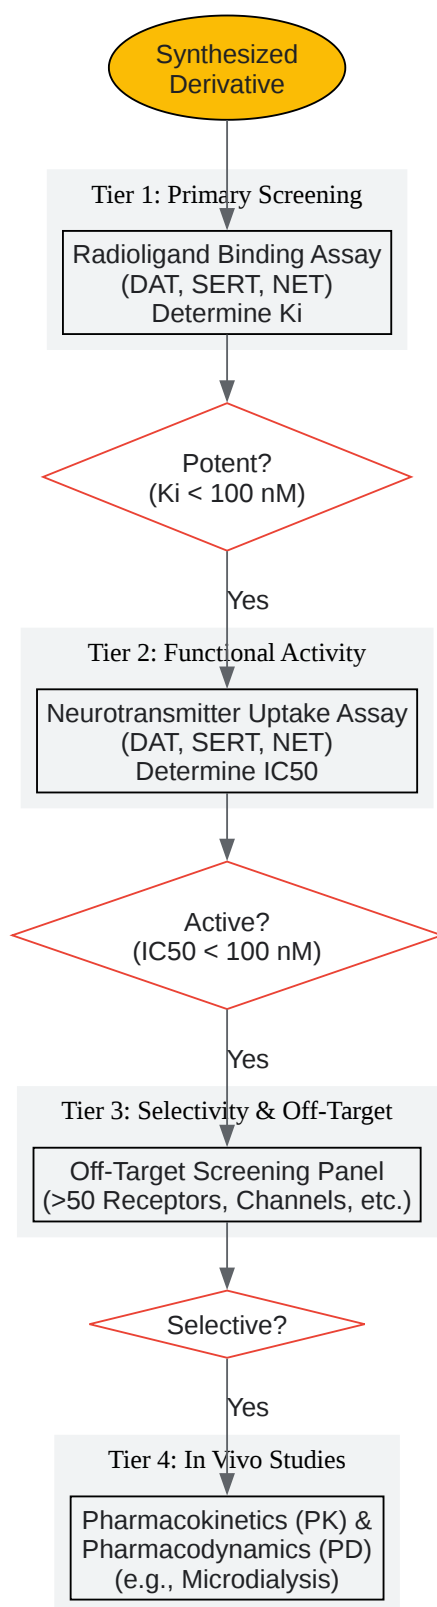 Synthesized
Derivative
Tier 1: Primary Screening
Radioligand Binding Assay
(DAT, SERT, NET)
Determine Ki
Potent?
(Ki < 100 nM)
Yes
Tier 2: Functional Activity
Neurotransmitter Uptake Assay
(DAT, SERT, NET)
Determine IC50
Active?
(IC50 < 100 nM)
Yes
Tier 3: Selectivity & Off-Target
Off-Target Screening Panel
(>50 Receptors, Channels, etc.)
Selective?
Yes
Tier 4: In Vivo Studies
Pharmacokinetics (PK) &
Pharmacodynamics (PD)
(e.g., Microdialysis)